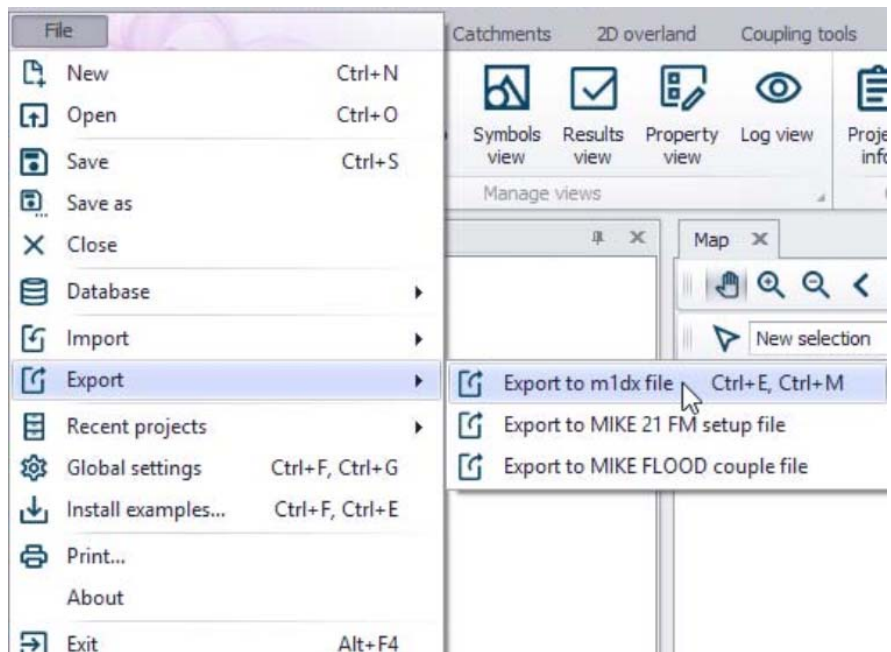 File
Catchments 2D overland Coupling tools
New Ctrl+N
Open Ctrl+O
Save Ctrl+S
Save as
Close
Database
Import
Export
Recent projects
Global settings Ctrl+F, Ctrl+G
Install examples... Ctrl+F, Ctrl+E
Print...
About
Exit Alt+F4
Symbols view
Results view
Property view
Log view
Manage views
Map
New selection
Export to m1dx file Ctrl+E, Ctrl+M
Export to MIKE 21 FM setup file
Export to MIKE FLOOD couple file